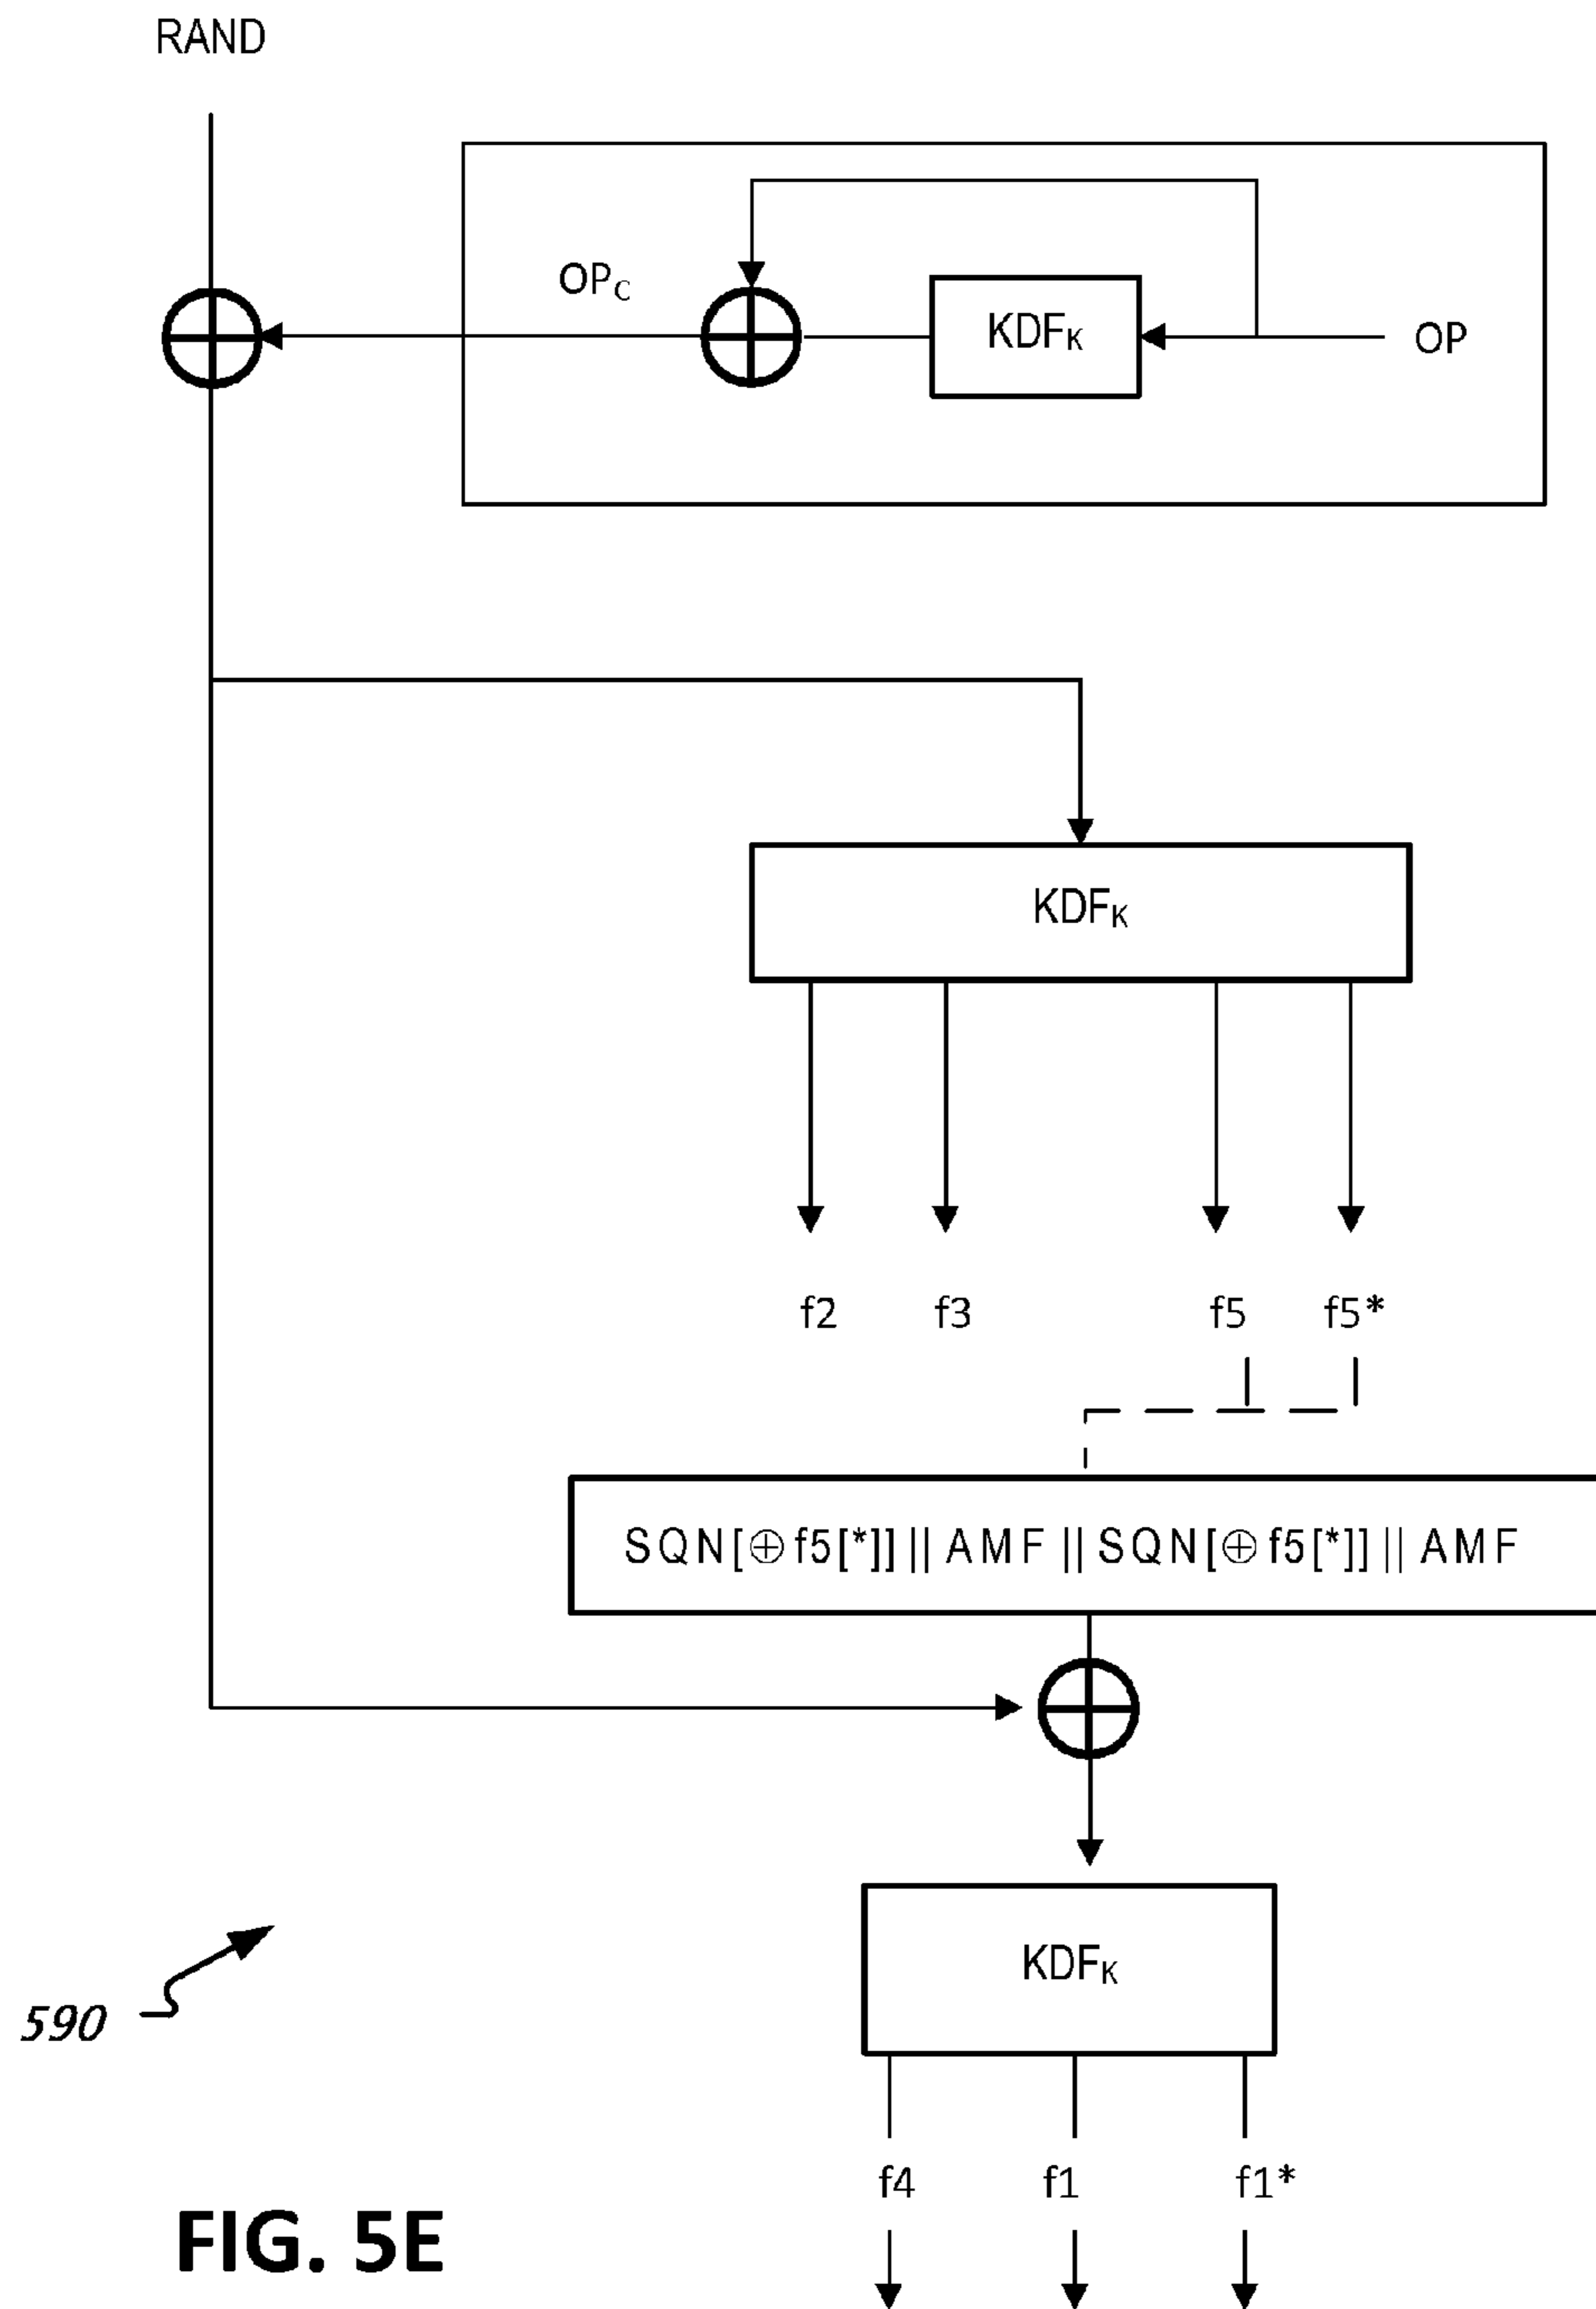 RAND
OPC
KDFK
OP
KDFK
f2 f3 f5 f5*
SQN[⊕f5[*]] || AMF || SQN[⊕f5[*]] || AMF
KDFK
590
f4 f1 f1*
FIG. 5E